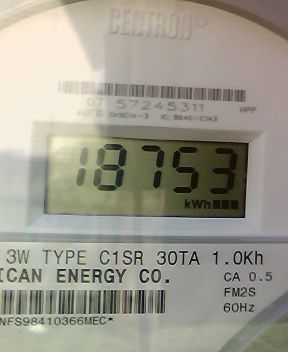 CENTRON®
07 57245311 HPP
18753
kWh
3W TYPE C1SR 30TA 1.0Kh
ICAN ENERGY CO. CA 0.5
FM2S
NFS98410366MEC* 60Hz